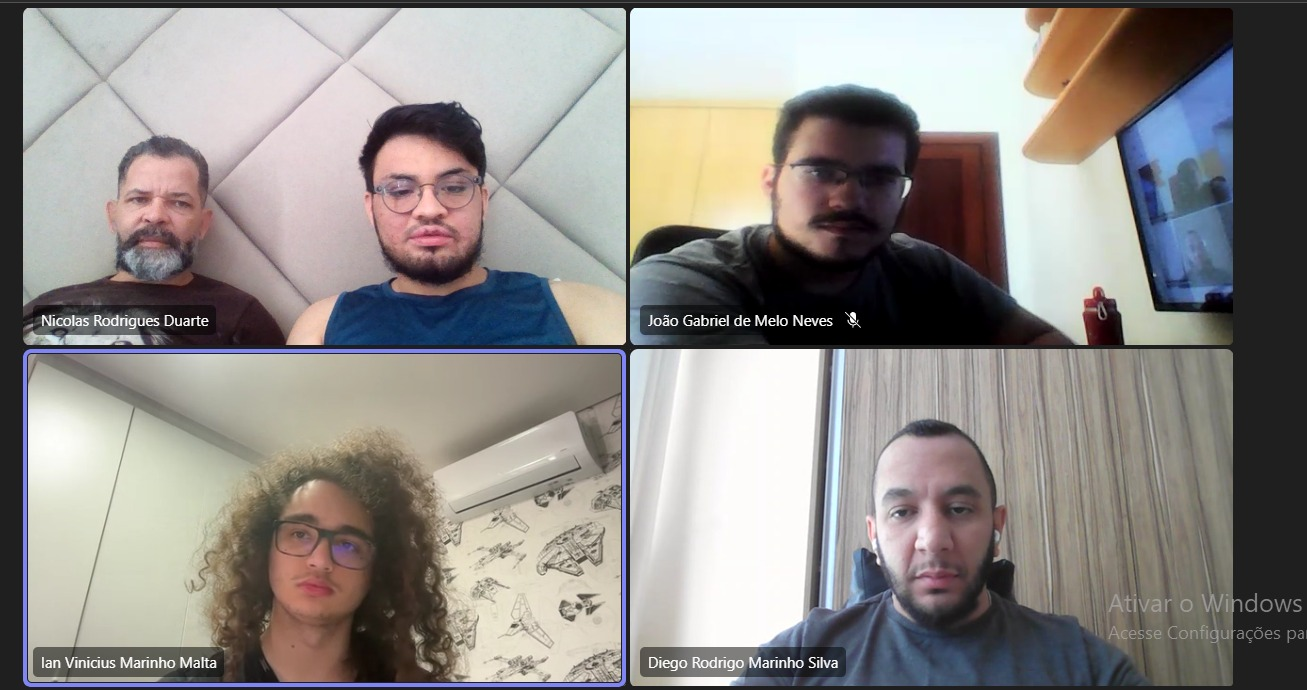 Nicolas Rodrigues Duarte
João Gabriel de Melo Neves
Ian Vinicius Marinho Malta
Diego Rodrigo Marinho Silva
Ativar o Windows
Acesse Configurações pa